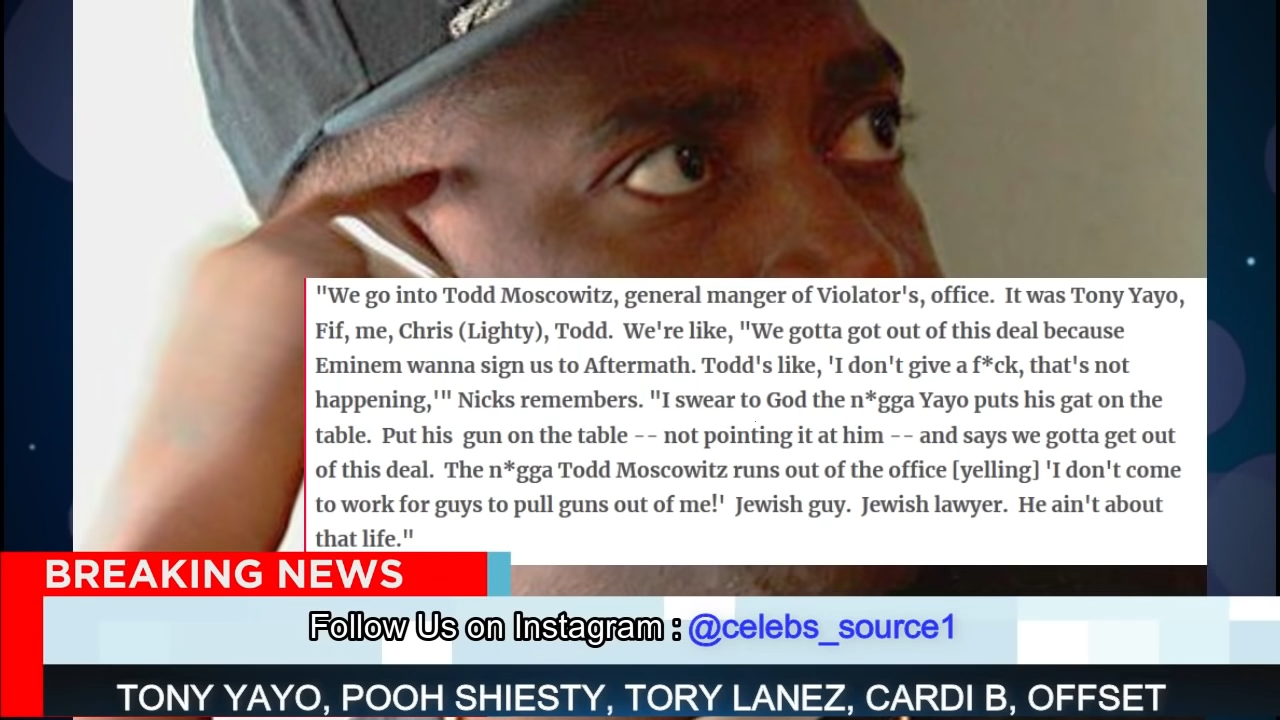 "We go into Todd Moscowitz, general manger of Violator's, office. It was Tony Yayo,
Fif, me, Chris (Lighty), Todd. We're like, "We gotta got out of this deal because
Eminem wanna sign us to Aftermath. Todd's like, 'I don't give a f*ck, that's not
happening,'" Nicks remembers. "I swear to God the n*gga Yayo puts his gat on the
table. Put his gun on the table -- not pointing it at him -- and says we gotta get out
of this deal. The n*gga Todd Moscowitz runs out of the office [yelling] 'I don't come
to work for guys to pull guns out of me!' Jewish guy. Jewish lawyer. He ain't about
that life."
BREAKING NEWS
Follow Us on Instagram : @celebs_source1
TONY YAYO, POOH SHIESTY, TORY LANEZ, CARDI B, OFFSET